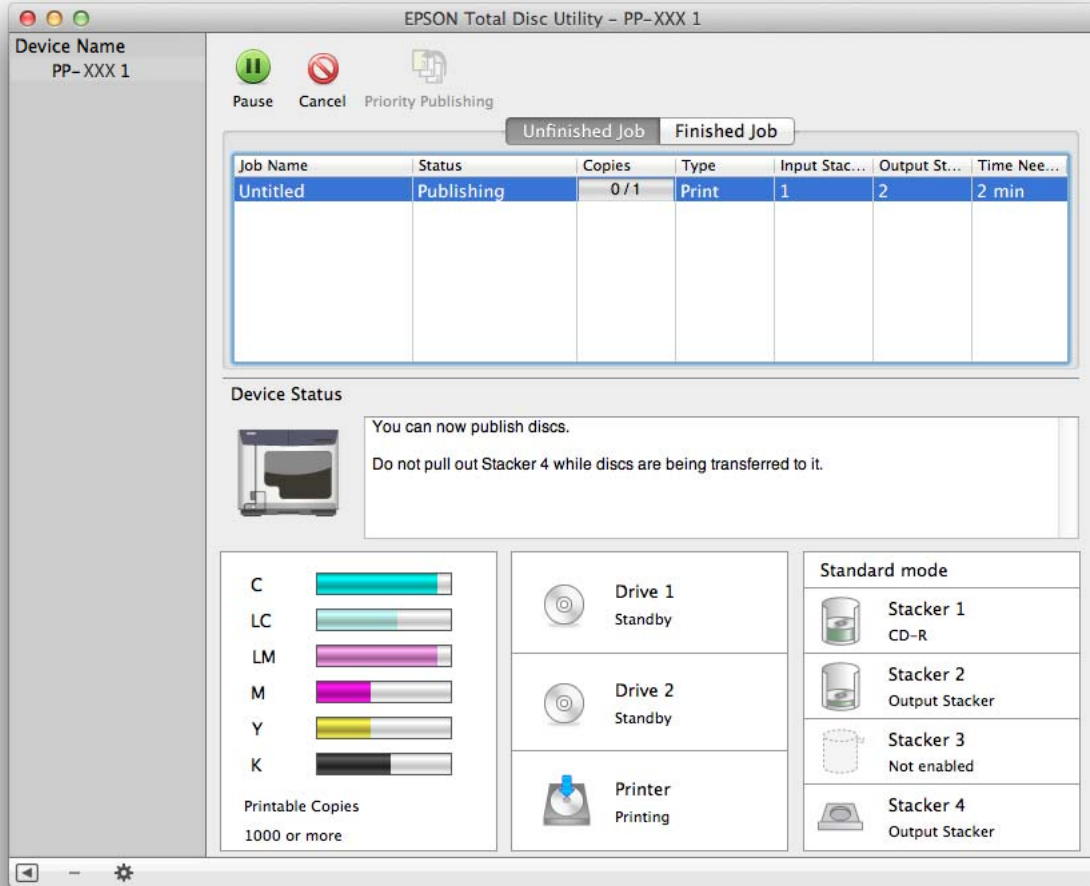 EPSON Total Disc Utility – PP-XXX 1
Device Name
PP-XXX 1
Pause
Cancel
Priority Publishing
Unfinished Job
Finished Job
Job Name
Status
Copies
Type
Input Stac...
Output St...
Time Nee...
Untitled
Publishing
0 / 1
Print
1
2
2 min
Device Status
You can now publish discs.
Do not pull out Stacker 4 while discs are being transferred to it.
C
LC
LM
M
Y
K
Printable Copies
1000 or more
Drive 1
Standby
Drive 2
Standby
Printer
Printing
Standard mode
Stacker 1
CD-R
Stacker 2
Output Stacker
Stacker 3
Not enabled
Stacker 4
Output Stacker